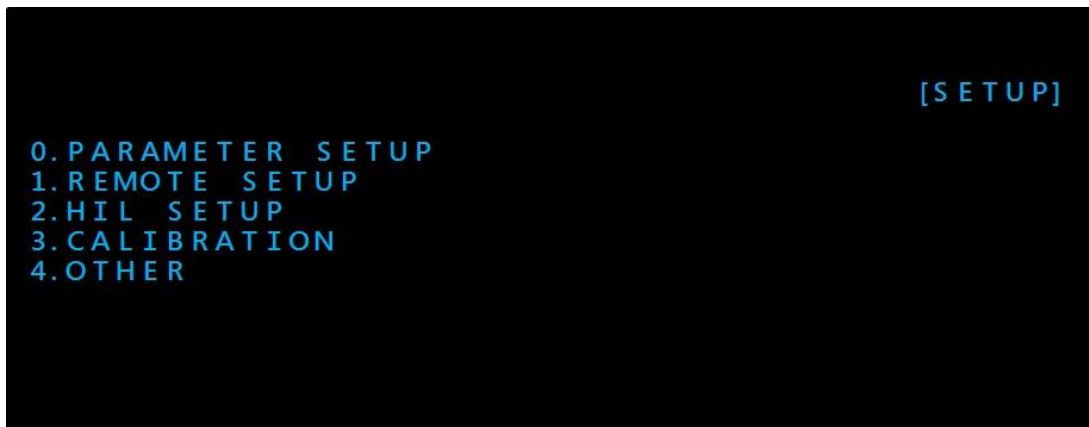 [SETUP]
0.PARAMETER SETUP
1.REMOTE SETUP
2.HIL SETUP
3.CALIBRATION
4.OTHER